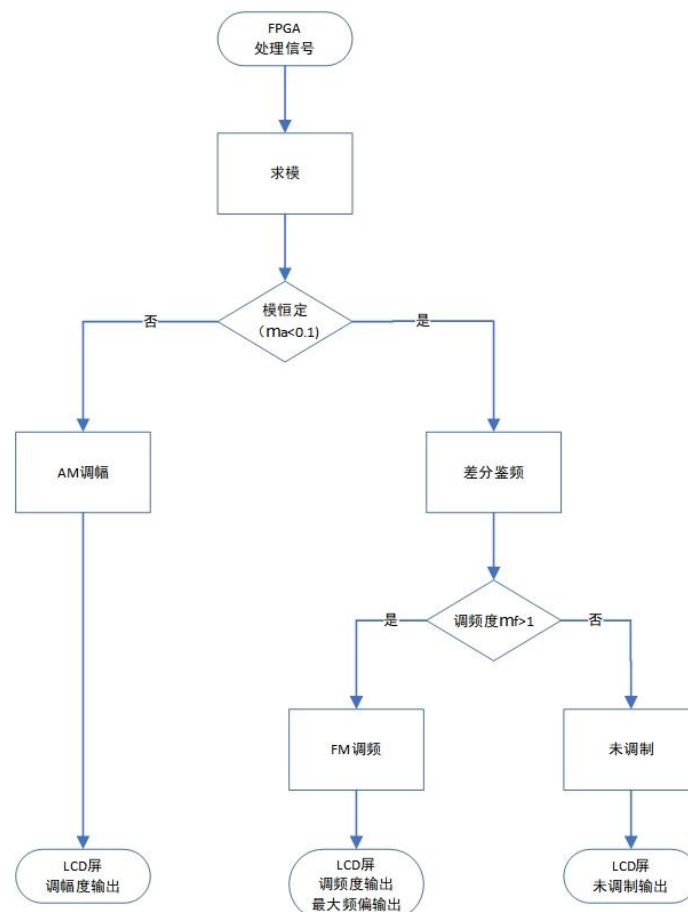 FPGA
处理信号
求模
模恒定
（ma<0.1)
否
是
AM调幅
差分鉴频
调频度mf>1
是
否
FM调频
未调制
LCD屏
调幅度输出
LCD屏
调频度输出
最大频偏输出
LCD屏
未调制输出